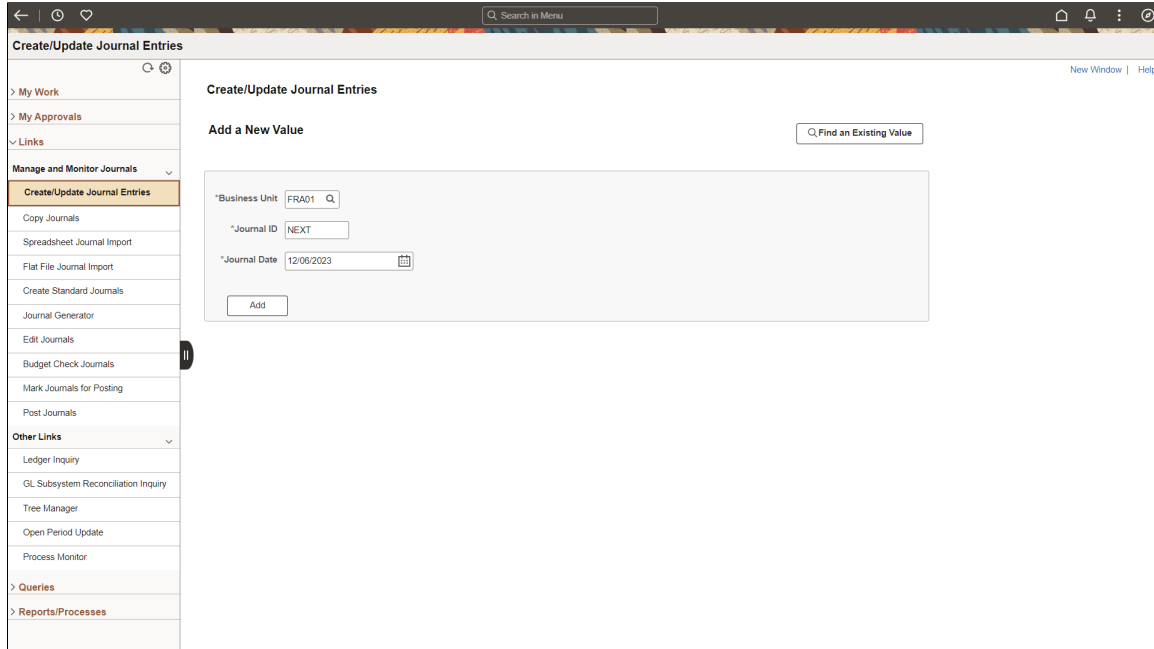 Search in Menu
Create/Update Journal Entries
New Window | Help
My Work
My Approvals
Links
Manage and Monitor Journals
Create/Update Journal Entries
Copy Journals
Spreadsheet Journal Import
Flat File Journal Import
Create Standard Journals
Journal Generator
Edit Journals
Budget Check Journals
Mark Journals for Posting
Post Journals
Other Links
Ledger Inquiry
GL Subsystem Reconciliation Inquiry
Tree Manager
Open Period Update
Process Monitor
Queries
Reports/Processes
Create/Update Journal Entries
Add a New Value
Find an Existing Value
*Business Unit FRA01
*Journal ID NEXT
*Journal Date 12/06/2023
Add